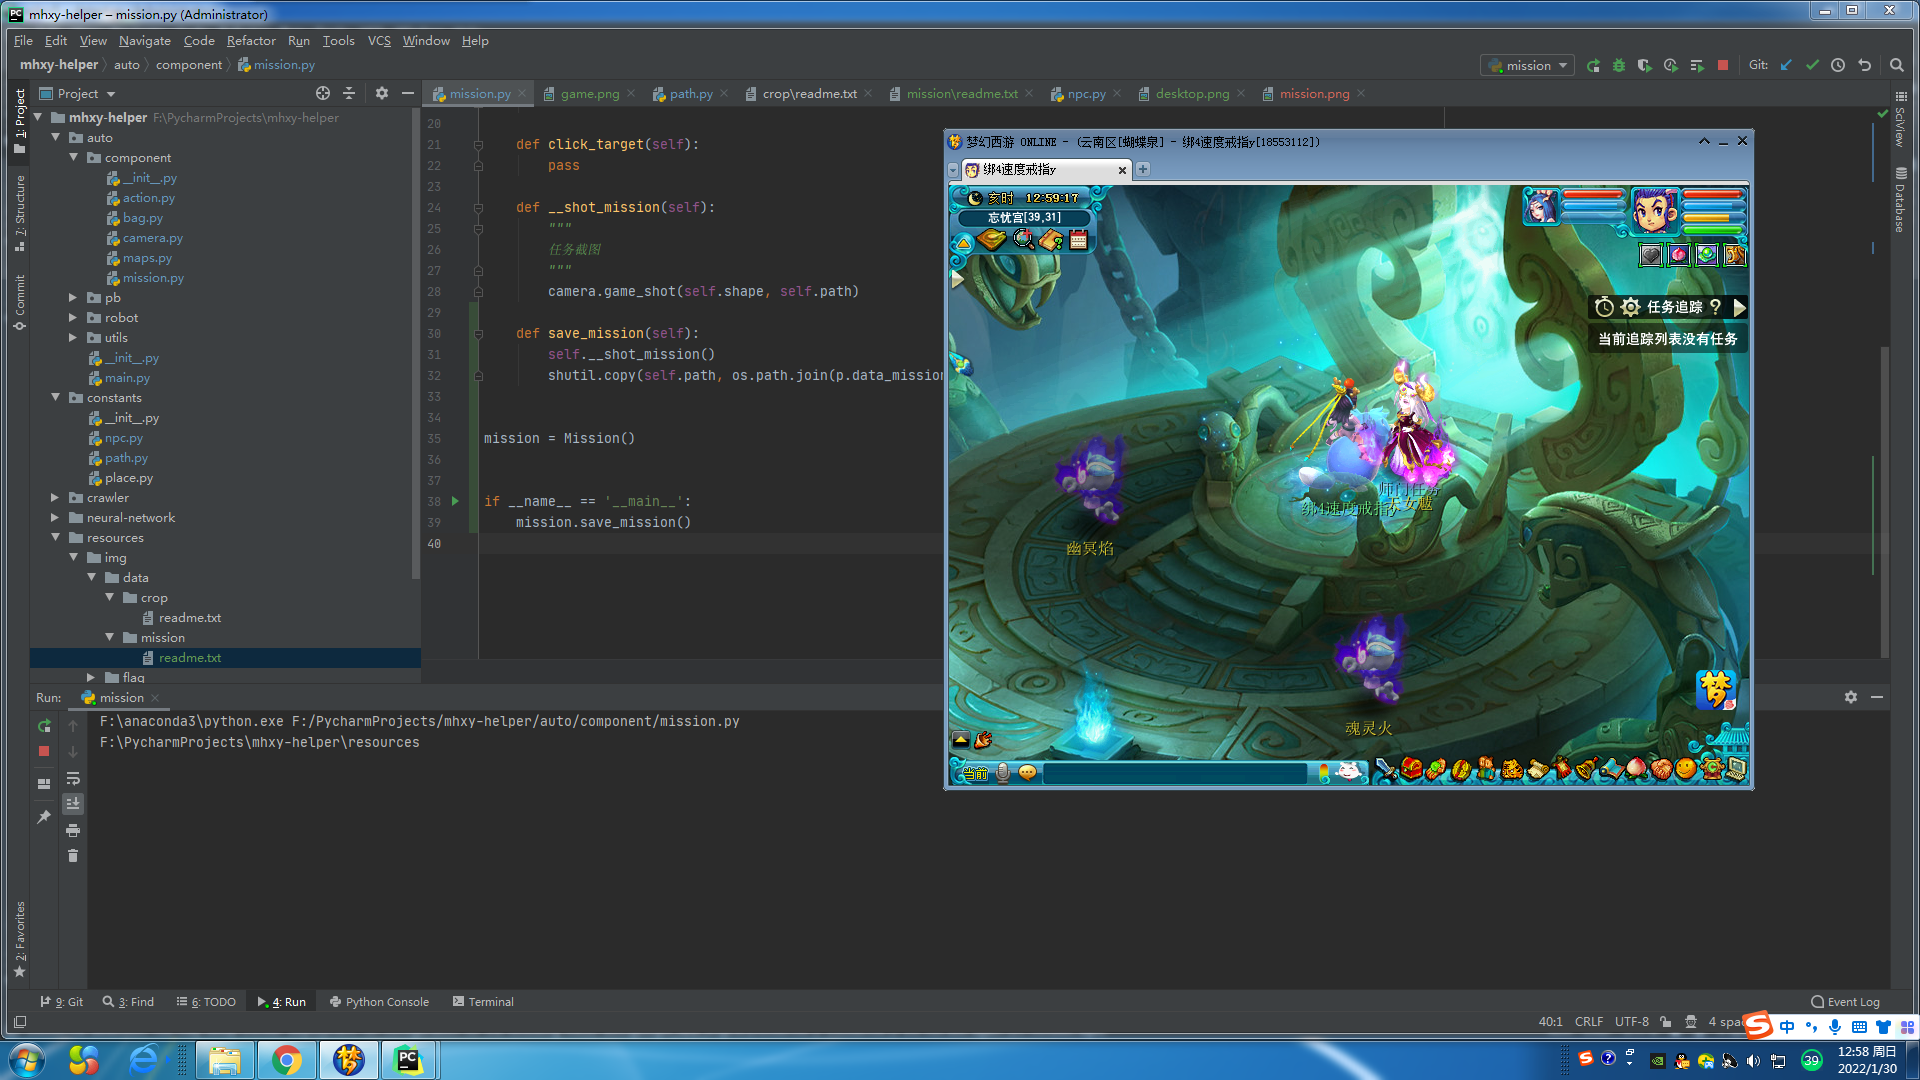 mhxy-helper – mission.py (Administrator)
File Edit View Navigate Code Refactor Run Tools VCS Window Help
mhxy-helper auto component mission.py
mission Git:
1: Project
7: Structure
Commit
2: Favorites
Project
mhxy-helper F:\PycharmProjects\mhxy-helper
auto
component
__init__.py
action.py
bag.py
camera.py
maps.py
mission.py
pb
robot
utils
__init__.py
main.py
constants
__init__.py
npc.py
path.py
place.py
crawler
neural-network
resources
img
data
crop
readme.txt
mission
readme.txt
flag
mission.py game.png path.py crop\readme.txt mission\readme.txt npc.py desktop.png mission.png
20
21 def click_target(self):
22 pass
23
24 def __shot_mission(self):
25 """
26 任务截图
27 """
28 camera.game_shot(self.shape, self.path)
29
30 def save_mission(self):
31 self.__shot_mission()
32 shutil.copy(self.path, os.path.join(p.data_mission
33
34
35 mission = Mission()
36
37
38 if __name__ == '__main__':
39 mission.save_mission()
40
SciView
Database
梦幻西游 ONLINE - (云南区[蝴蝶泉] - 绑4速度戒指y[18553112])
绑4速度戒指y
亥时 12:59:17
忘忧宫[39,31]
任务追踪 ?
当前追踪列表没有任务
师门任务
绑4速度戒指y
天女魃
幽冥焰
魂灵火
梦
当前
Run: mission
F:\anaconda3\python.exe F:/PycharmProjects/mhxy-helper/auto/component/mission.py
F:\PycharmProjects\mhxy-helper\resources
9: Git 3: Find 6: TODO 4: Run Python Console Terminal Event Log
40:1 CRLF UTF-8 4 spac
中
39
12:58 周日
2022/1/30